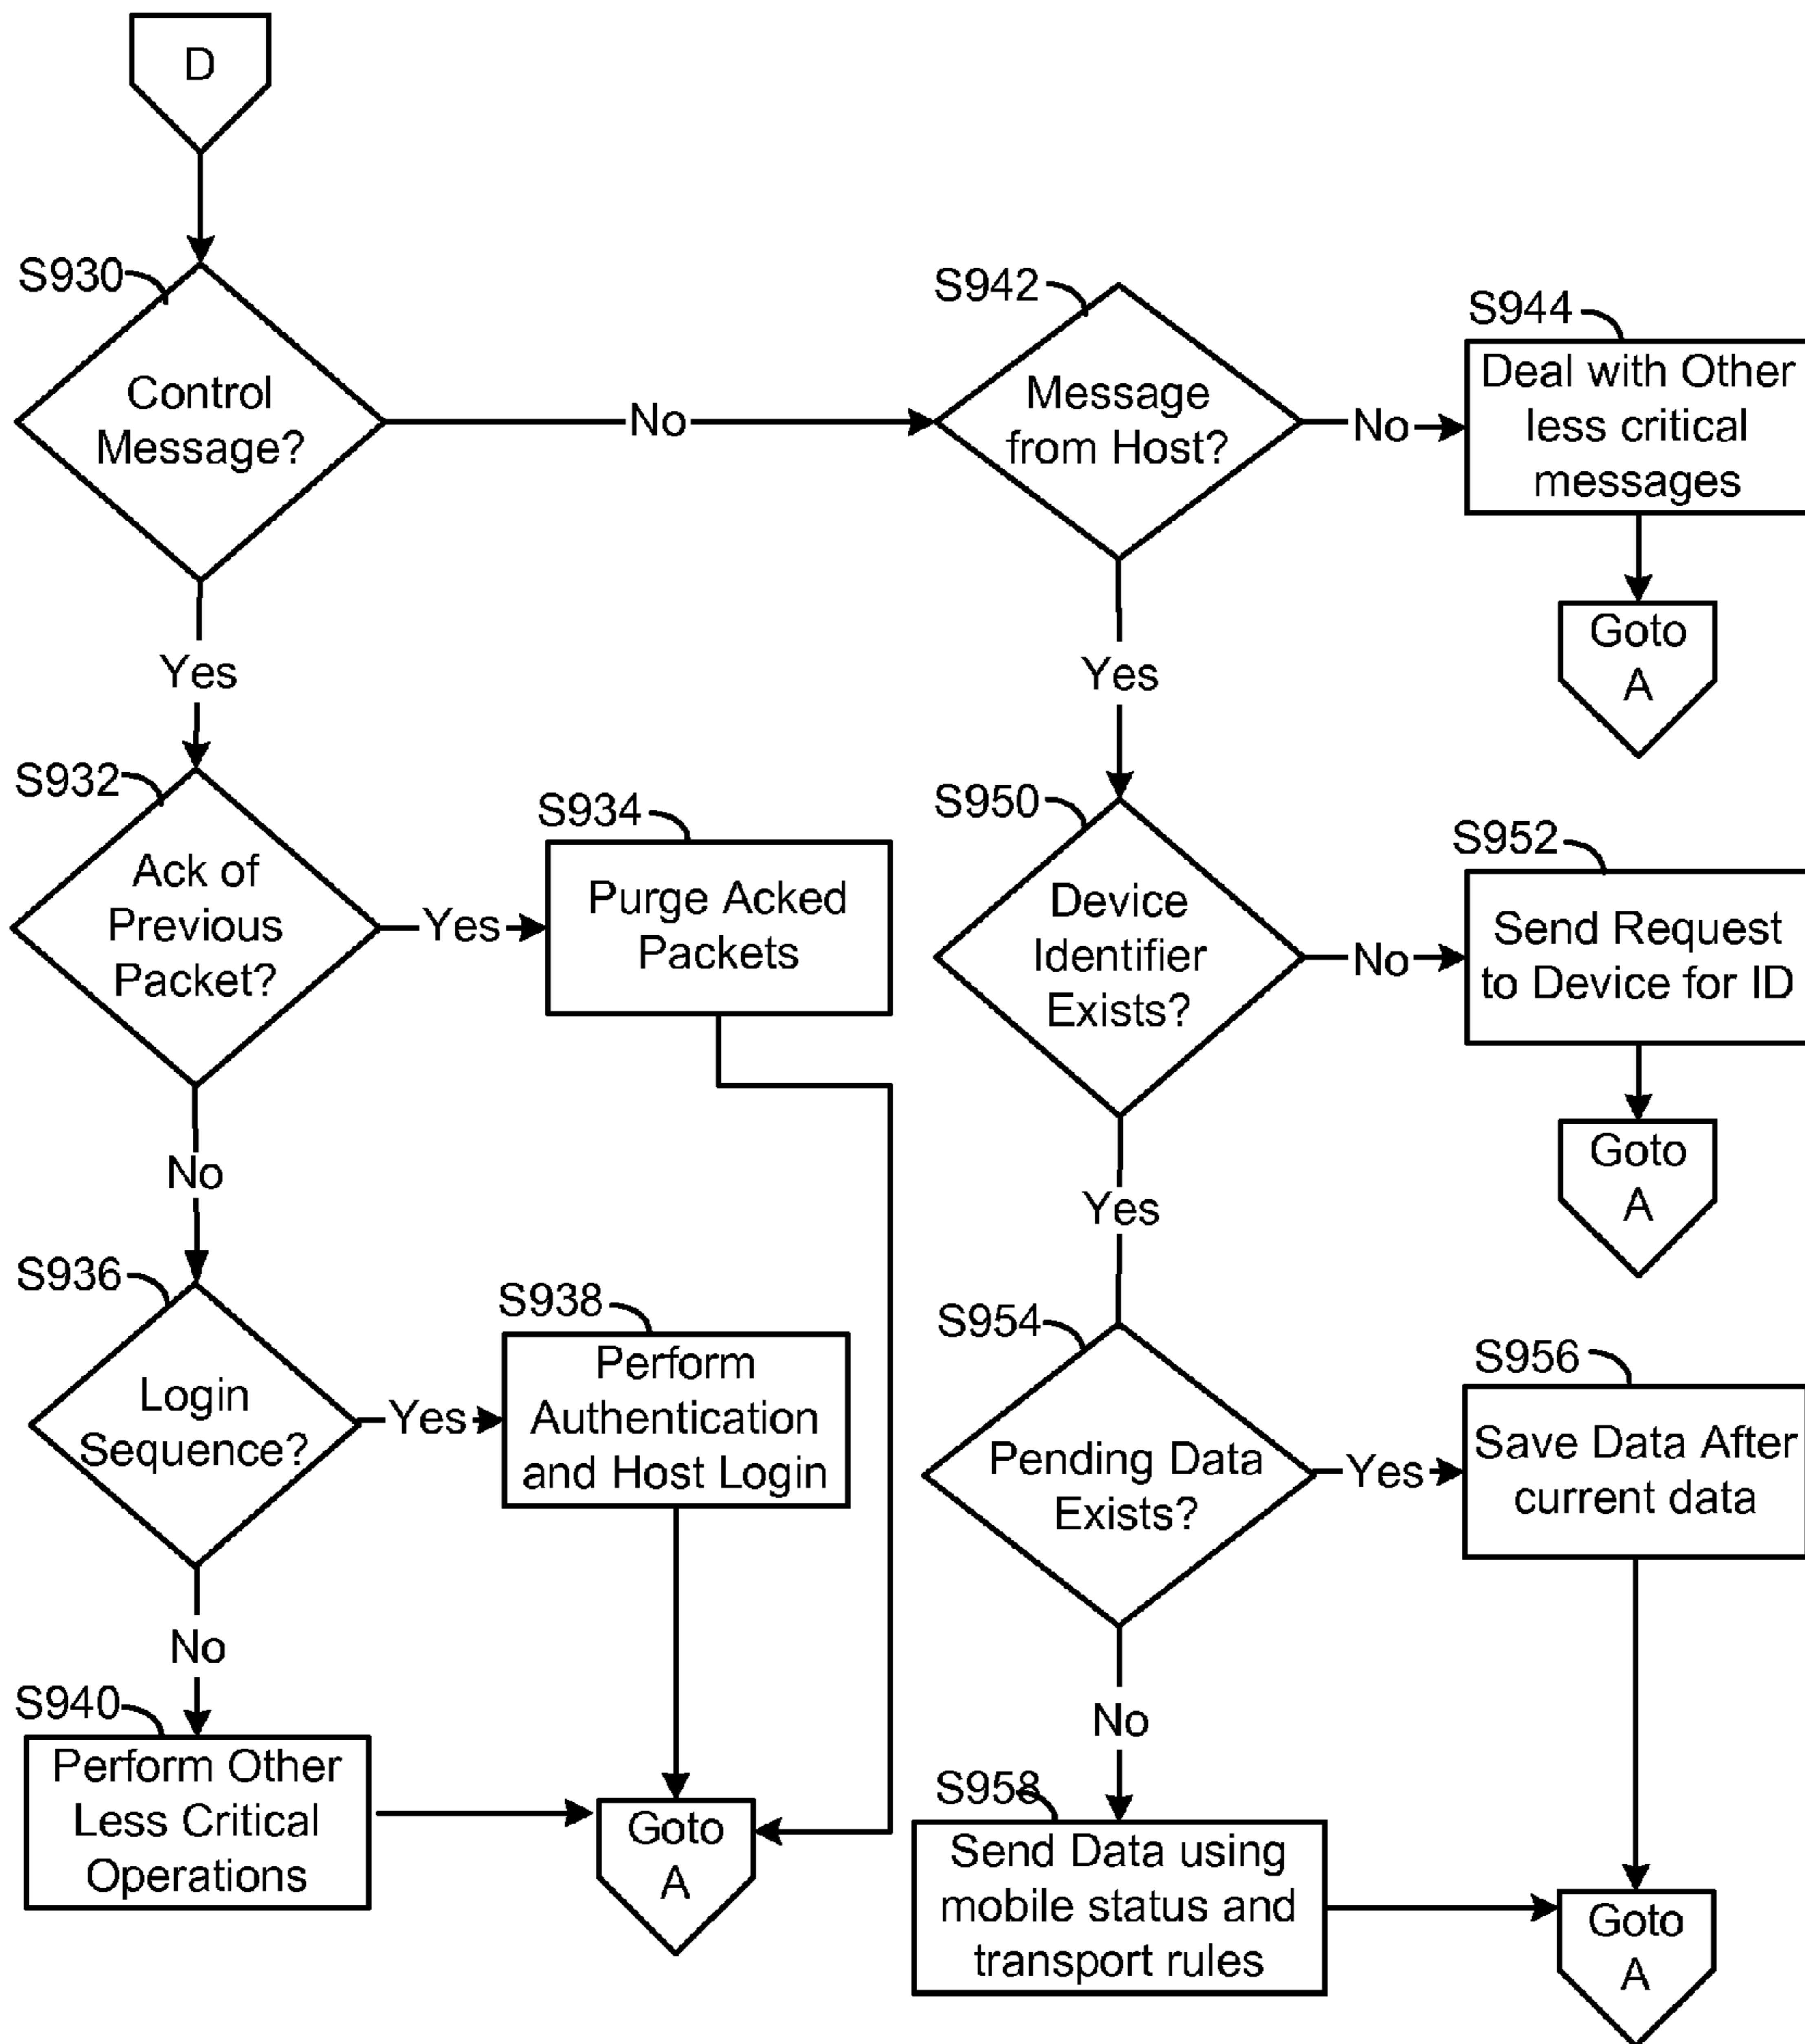 D
S930
Control
Message?
No
S942
Message
from Host?
No
S944
Deal with Other
less critical
messages
Goto
A
Yes
Yes
S932
Ack of
Previous
Packet?
Yes
S934
Purge Acked
Packets
S950
Device
Identifier
Exists?
No
S952
Send Request
to Device for ID
Goto
A
No
Yes
S936
Login
Sequence?
Yes
S938
Perform
Authentication
and Host Login
S954
Pending Data
Exists?
Yes
S956
Save Data After
current data
No
No
S940
Perform Other
Less Critical
Operations
Goto
A
S958
Send Data using
mobile status and
transport rules
Goto
A